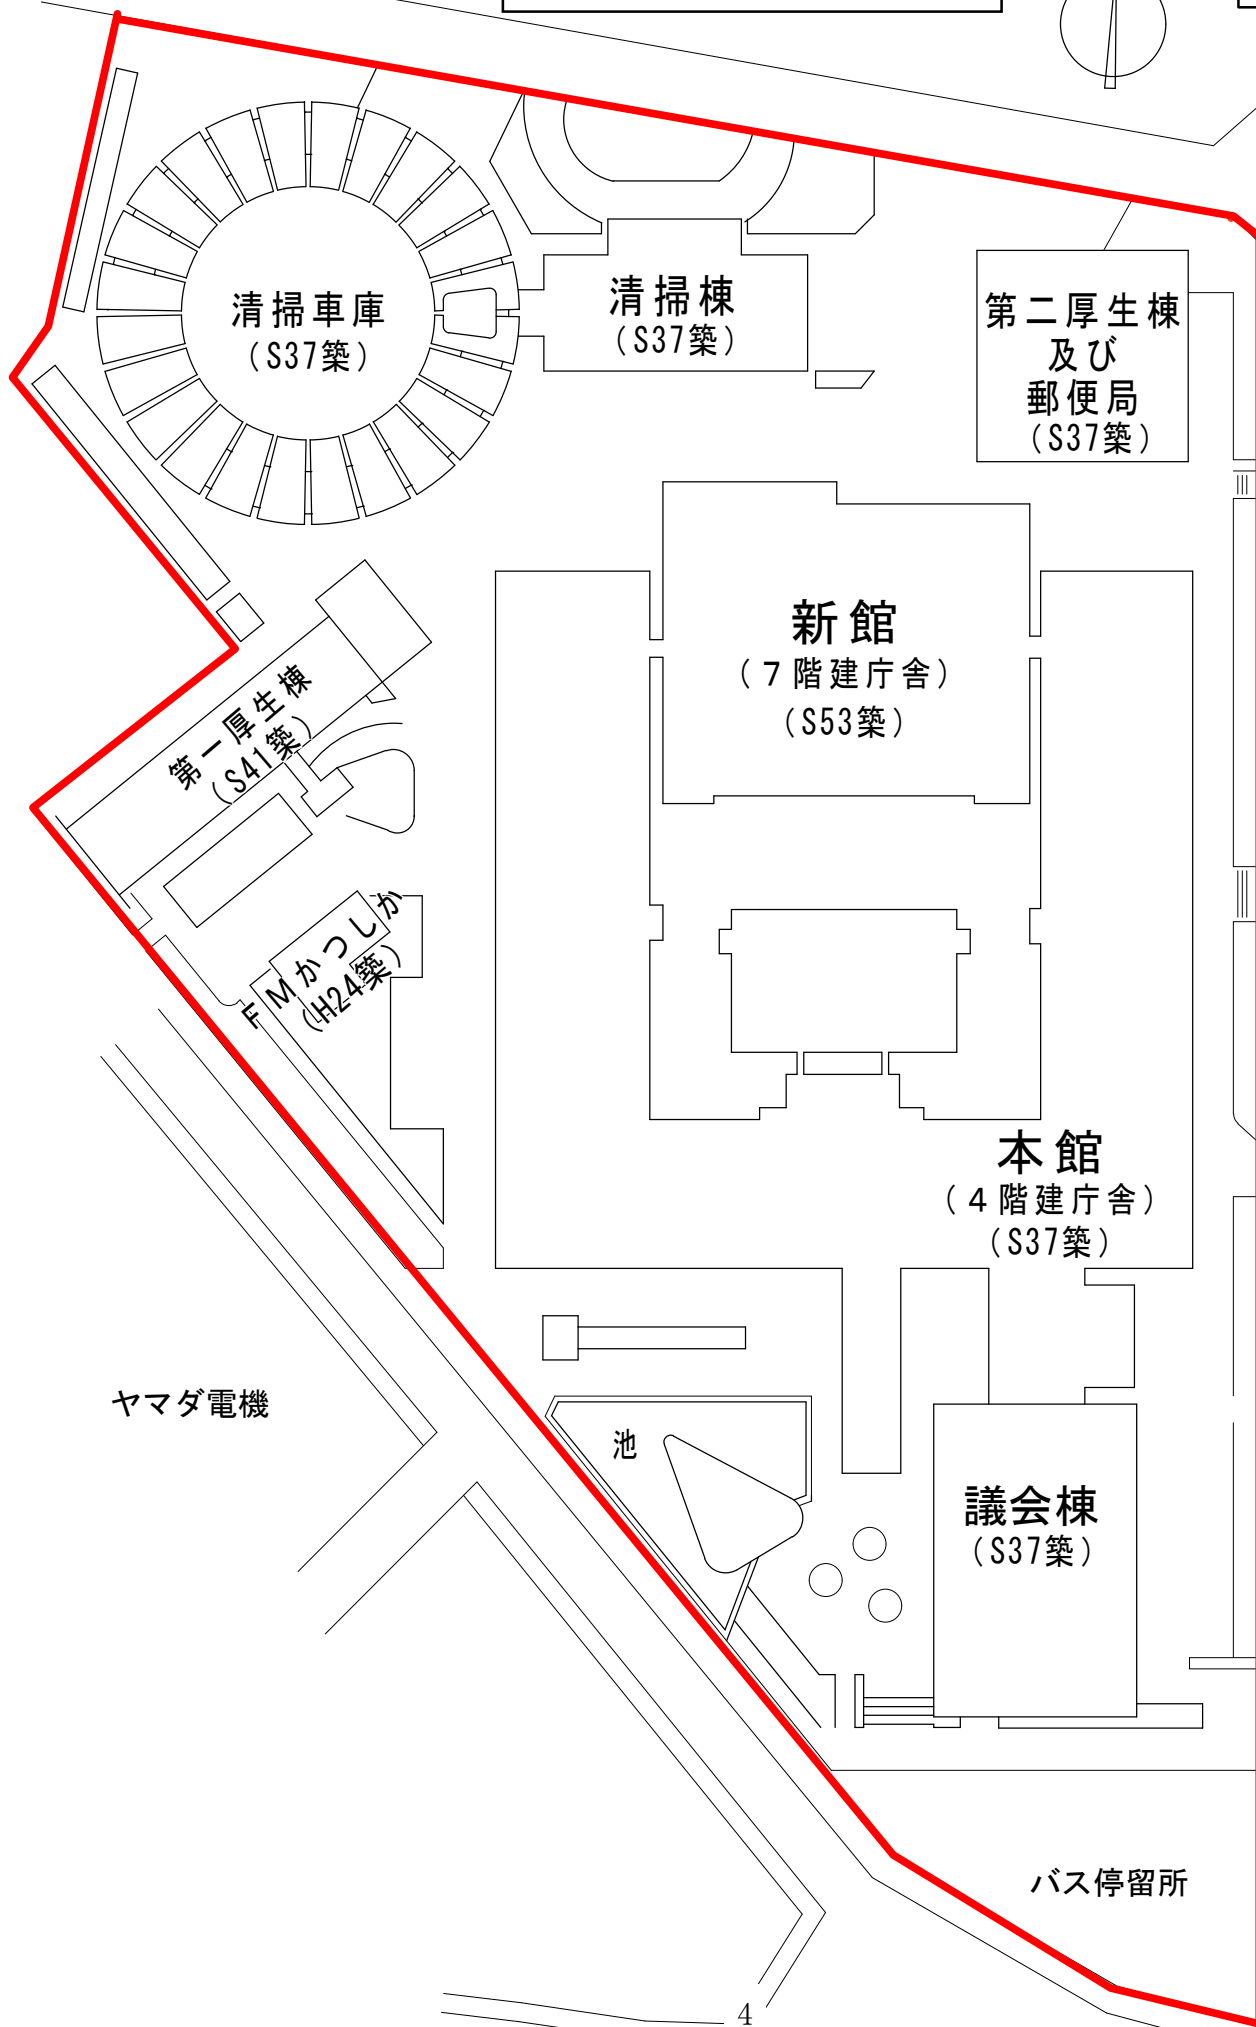 清掃車庫
（S37築）
清掃棟
（S37築）
第二厚生棟
及び
郵便局
（S37築）
新館
（７階建庁舎）
（S53築）
第一厚生棟
（S41築）
ＦＭかつしか
（H24築）
本館
（４階建庁舎）
（S37築）
ヤマダ電機
池
議会棟
（S37築）
バス停留所
4